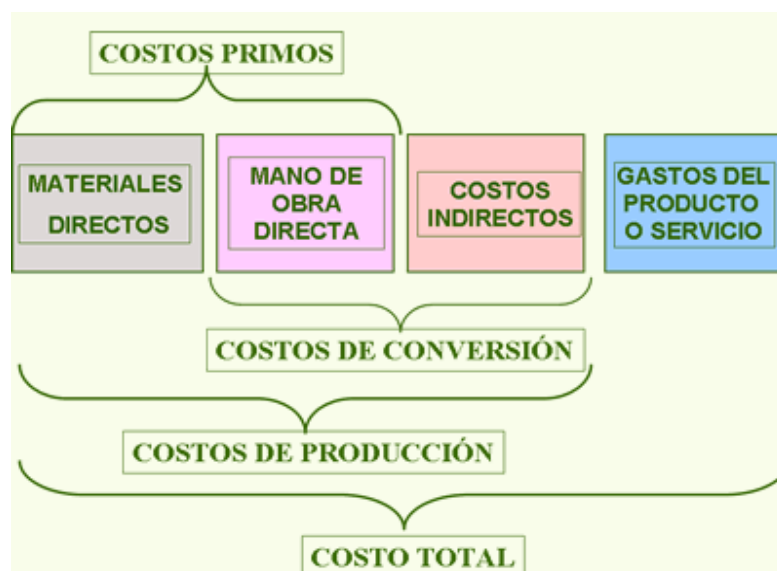 COSTOS PRIMOS
MATERIALES
DIRECTOS
MANO DE
OBRA
DIRECTA
COSTOS
INDIRECTOS
GASTOS DEL
PRODUCTO
O SERVICIO
COSTOS DE CONVERSIÓN
COSTOS DE PRODUCCIÓN
COSTO TOTAL